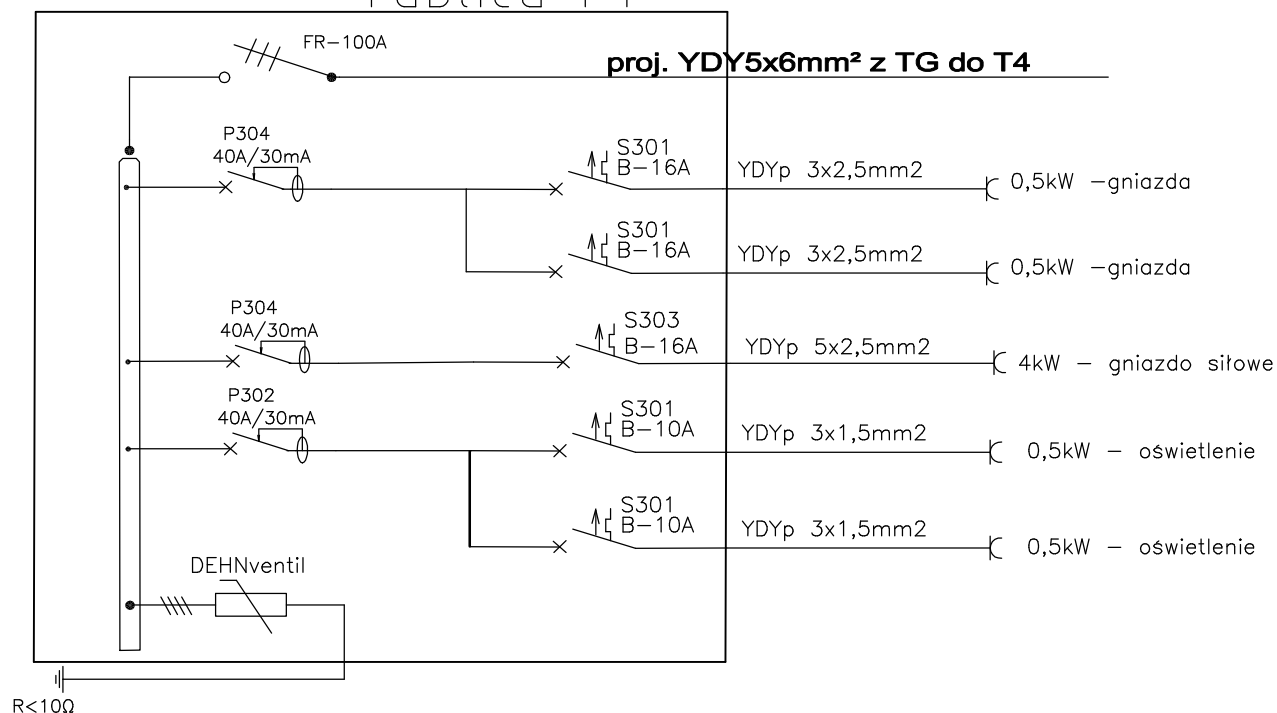 FR-100A
proj. YDY5x6mm² z TG do T4
P304
40A/30mA
S301
B-16A
YDYp 3x2,5mm2
0,5kW -gniazda
S301
B-16A
YDYp 3x2,5mm2
0,5kW -gniazda
P304
40A/30mA
S303
B-16A
YDYp 5x2,5mm2
4kW - gniazdo siłowe
P302
40A/30mA
S301
B-10A
YDYp 3x1,5mm2
0,5kW - oświetlenie
S301
B-10A
YDYp 3x1,5mm2
0,5kW - oświetlenie
DEHNventil
R<10Ω